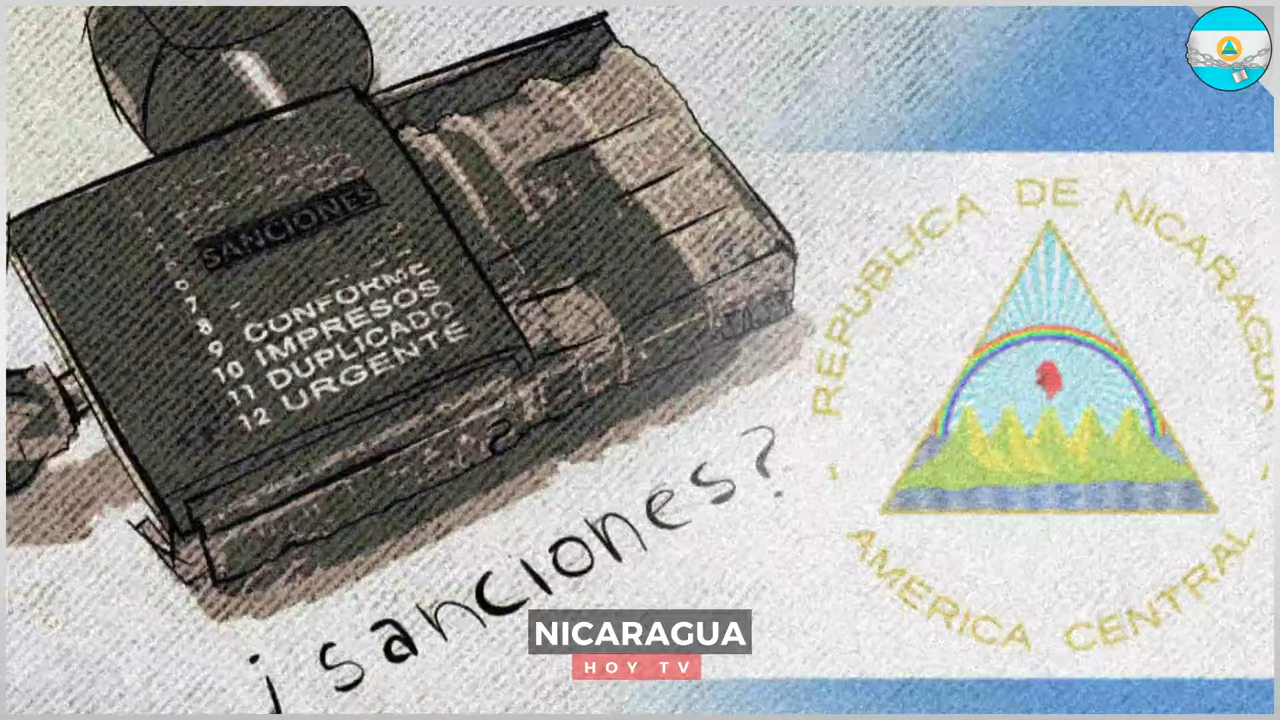 SANCIONES
7
8
9 CONFORME
10 IMPRESOS
11 DUPLICADO
12 URGENTE
¡sanciones?
REPUBLICA DE NICARAGUA
AMERICA CENTRAL
NICARAGUA
HOY TV